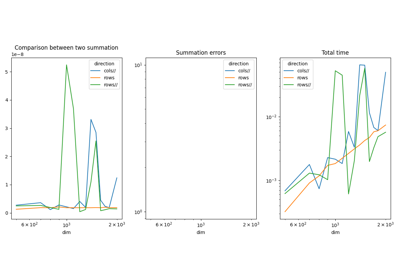 Comparison between two summation
1e−6
direction
cols//
rows
rows//
5
4
3
2
1
0
6 × 10²
10³
2 × 10³
dim
Summation errors
direction
cols//
rows
rows//
10¹
10⁰
6 × 10²
10³
2 × 10³
dim
Total time
direction
cols//
rows
rows//
10⁻²
10⁻³
6 × 10²
10³
2 × 10³
dim